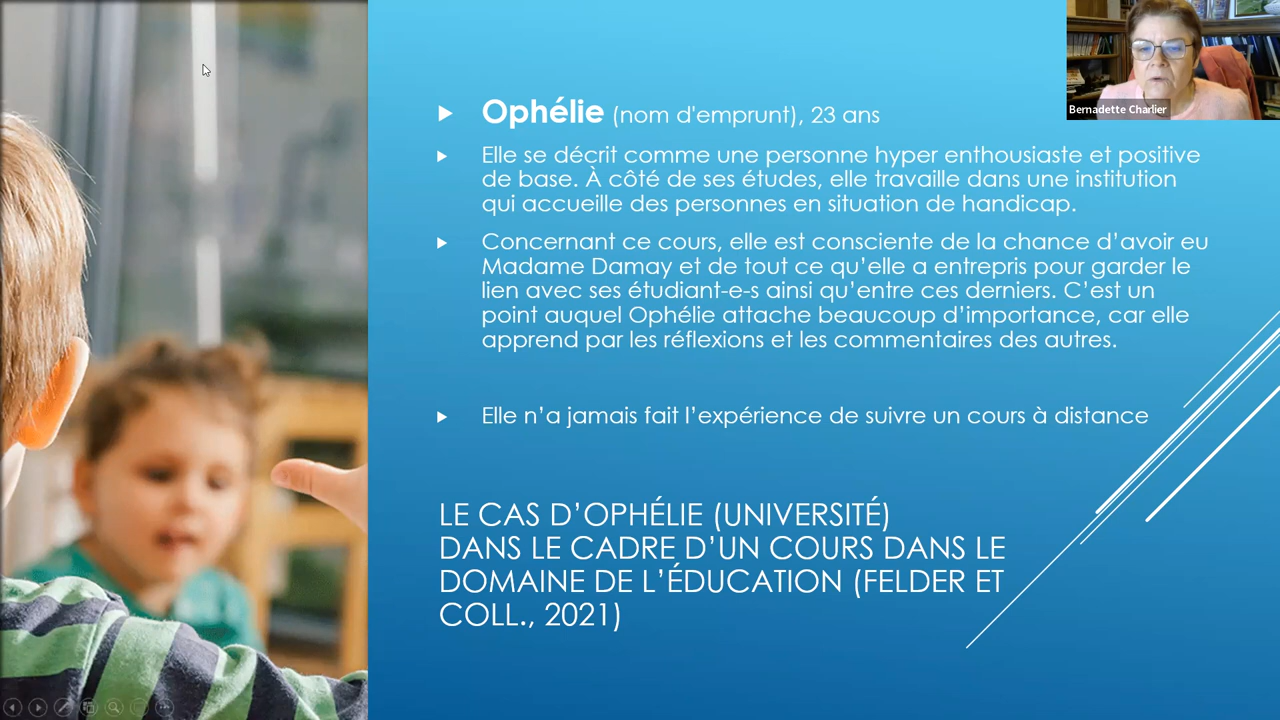 Ophélie (nom d'emprunt), 23 ans
Elle se décrit comme une personne hyper enthousiaste et positive
de base. À côté de ses études, elle travaille dans une institution
qui accueille des personnes en situation de handicap.
Concernant ce cours, elle est consciente de la chance d’avoir eu
Madame Damay et de tout ce qu’elle a entrepris pour garder le
lien avec ses étudiant-e-s ainsi qu’entre ces derniers. C’est un
point auquel Ophélie attache beaucoup d’importance, car elle
apprend par les réflexions et les commentaires des autres.
Elle n’a jamais fait l’expérience de suivre un cours à distance
LE CAS D’OPHÉLIE (UNIVERSITÉ)
DANS LE CADRE D’UN COURS DANS LE
DOMAINE DE L’ÉDUCATION (FELDER ET
COLL., 2021)
Bernadette Charlier